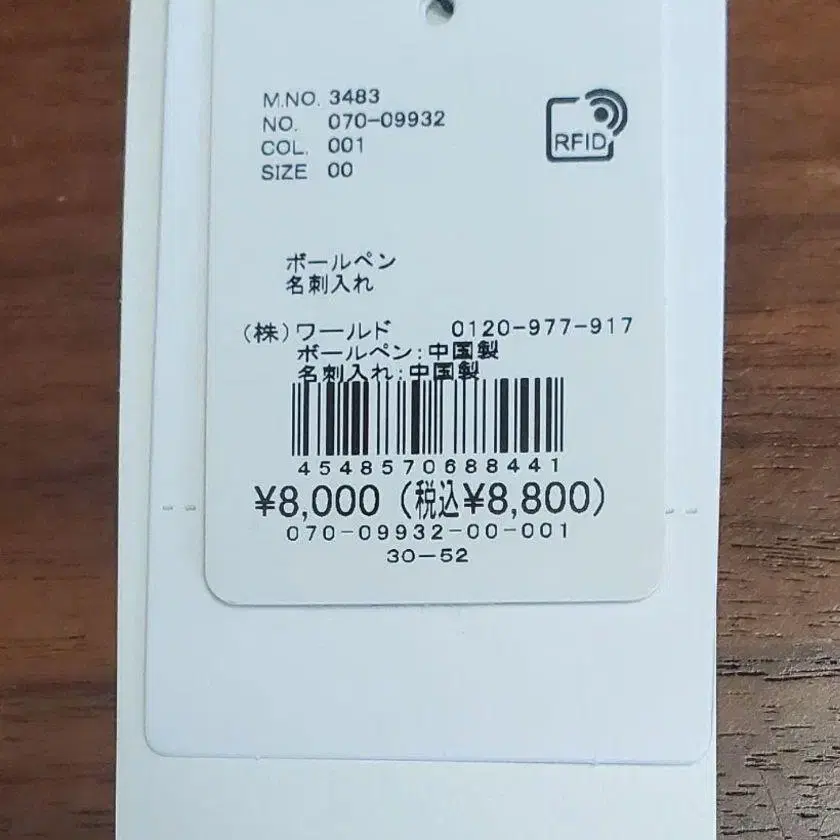 M.NO. 3483
NO. 070-09932
COL. 001
SIZE 00
RFID
ボールペン
名刺入れ
(株)ワールド 0120-977-917
ボールペン:中国製
名刺入れ:中国製
4548570688441
¥8,000(税込¥8,800)
070-09932-00-001
30-52